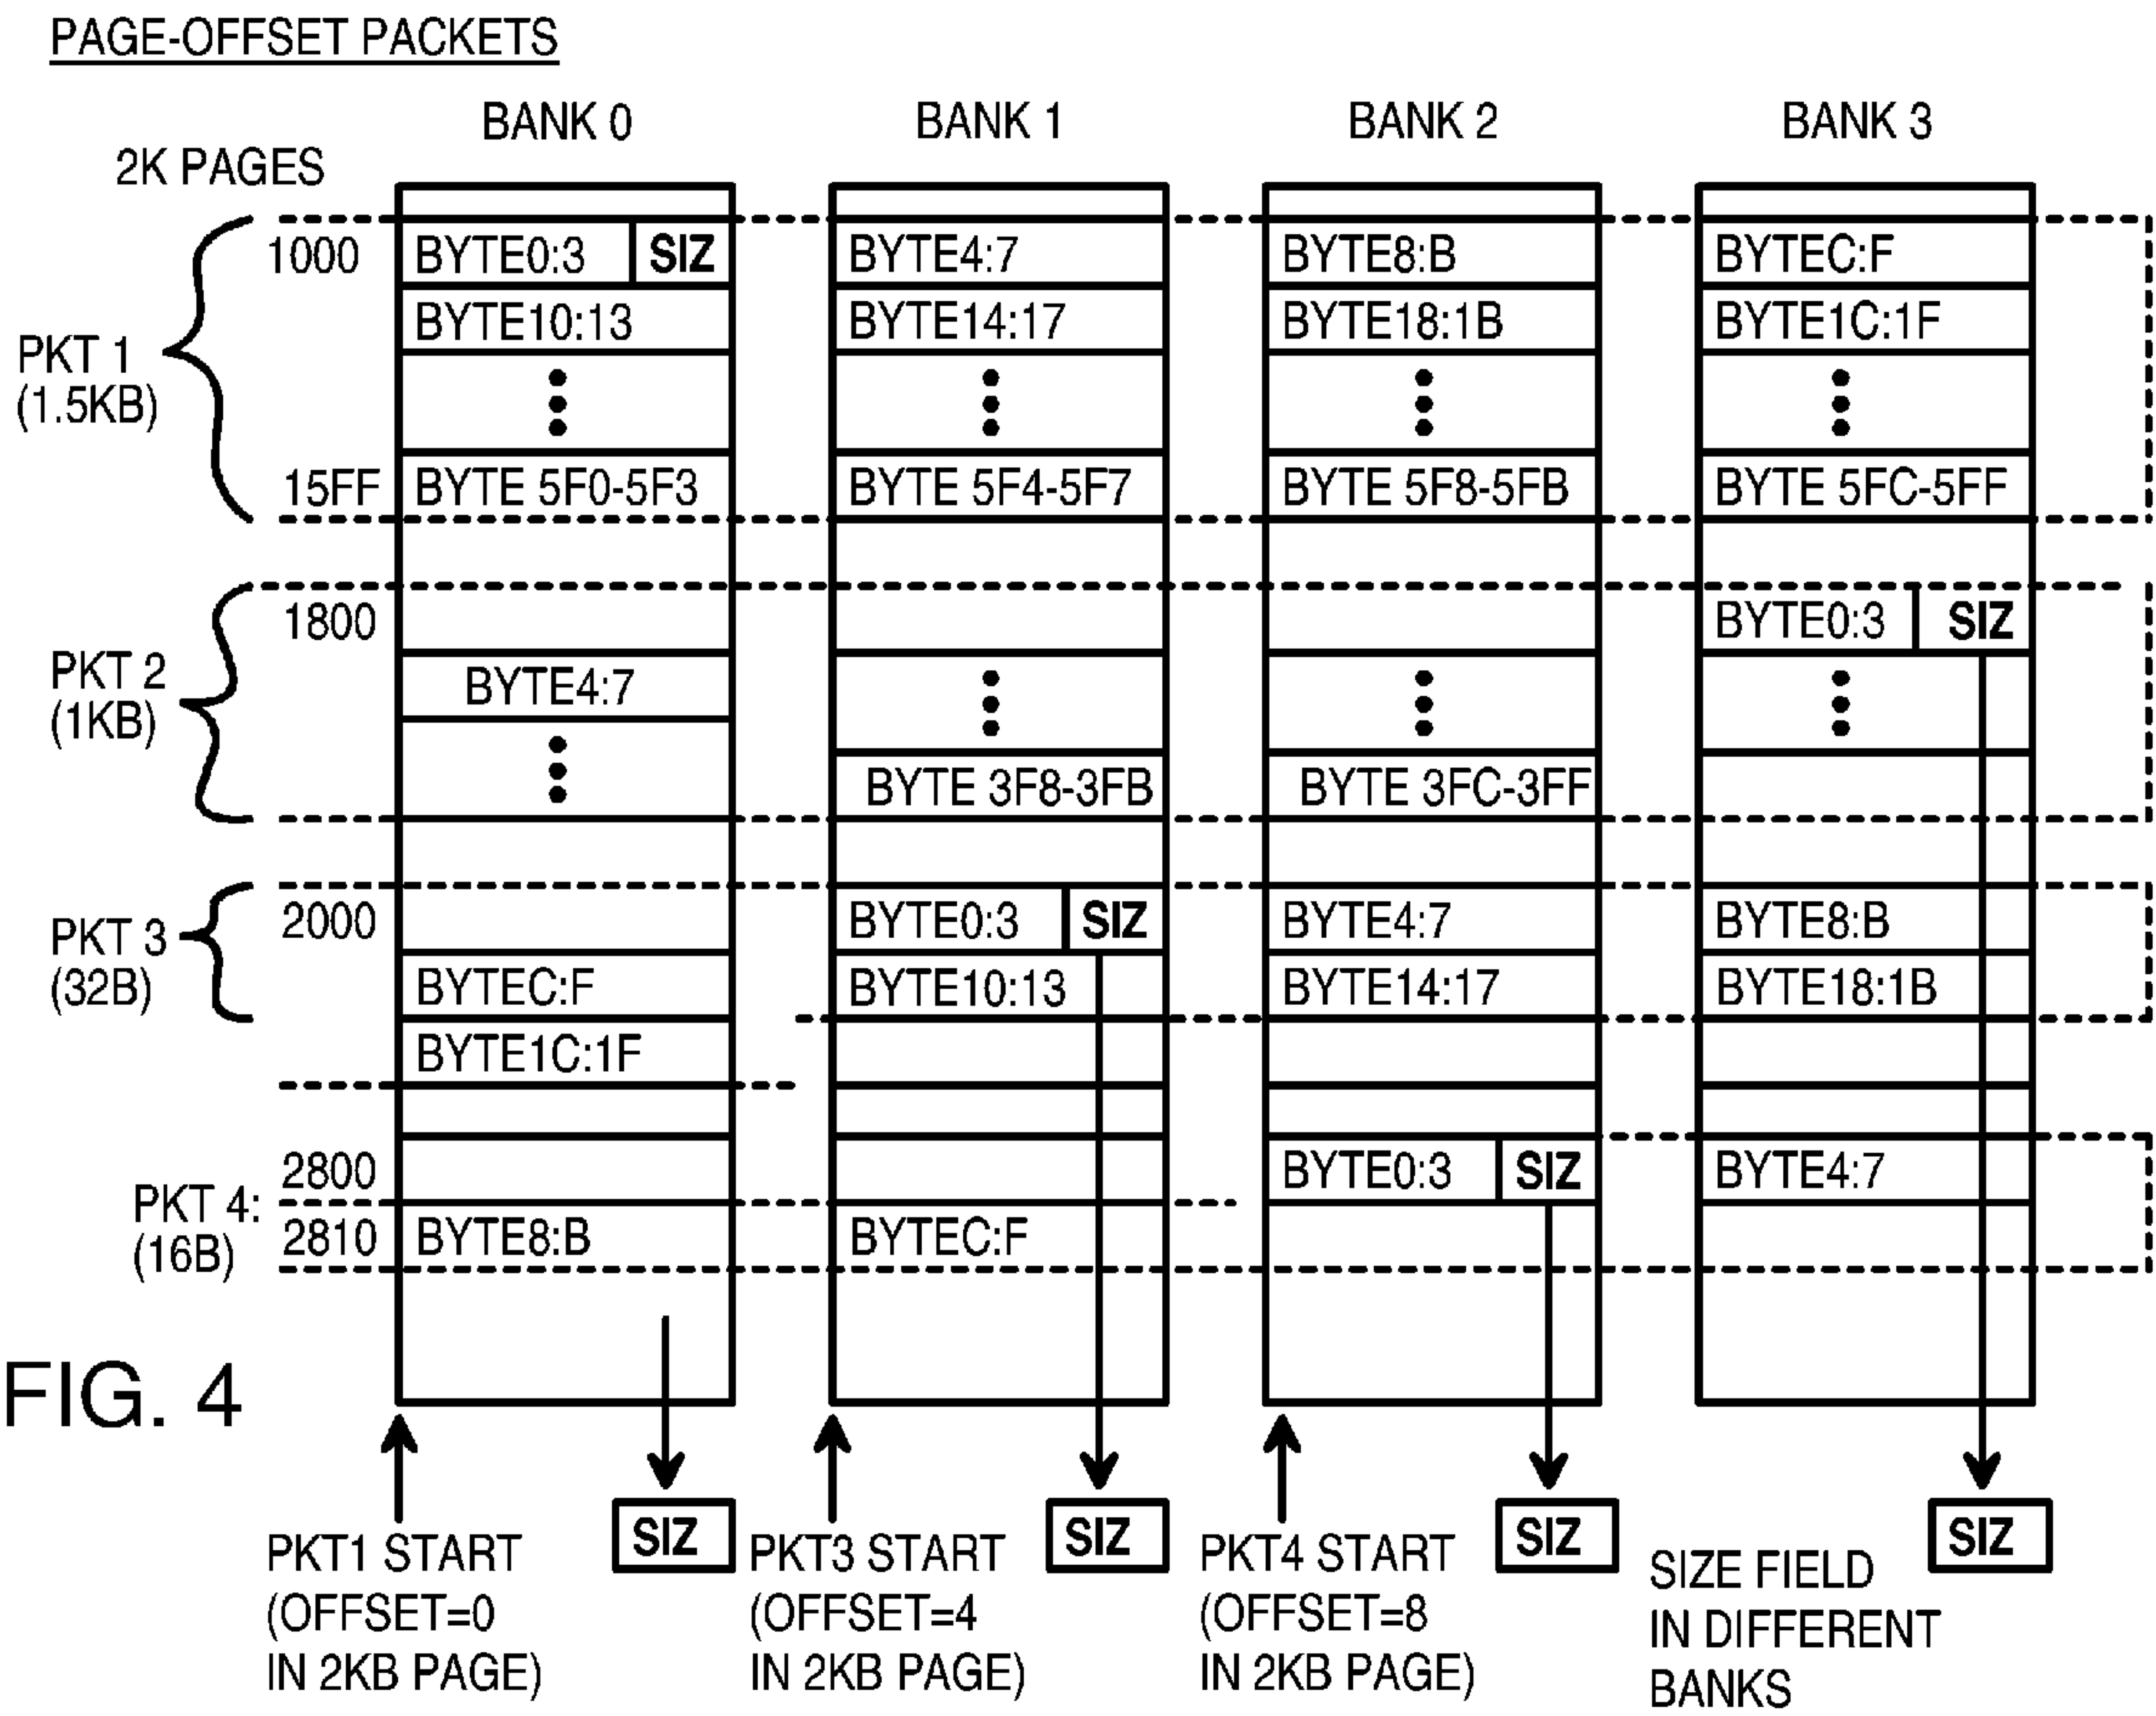 PAGE-OFFSET PACKETS
BANK 0 BANK 1 BANK 2 BANK 3
2K PAGES
1000 BYTE0:3 SIZ BYTE4:7 BYTE8:B BYTEC:F
BYTE10:13 BYTE14:17 BYTE18:1B BYTE1C:1F
PKT 1
(1.5KB)
15FF BYTE 5F0-5F3 BYTE 5F4-5F7 BYTE 5F8-5FB BYTE 5FC-5FF
1800 BYTE0:3 SIZ
PKT 2
(1KB)
BYTE4:7
BYTE 3F8-3FB BYTE 3FC-3FF
PKT 3
(32B)
2000 BYTE0:3 SIZ BYTE4:7 BYTE8:B
BYTEC:F BYTE10:13 BYTE14:17 BYTE18:1B
BYTE1C:1F
2800 BYTE0:3 SIZ BYTE4:7
PKT 4:
(16B)
2810 BYTE8:B BYTEC:F
FIG. 4
SIZ SIZ SIZ SIZ
PKT1 START
(OFFSET=0
IN 2KB PAGE)
PKT3 START
(OFFSET=4
IN 2KB PAGE)
PKT4 START
(OFFSET=8
IN 2KB PAGE)
SIZE FIELD
IN DIFFERENT
BANKS